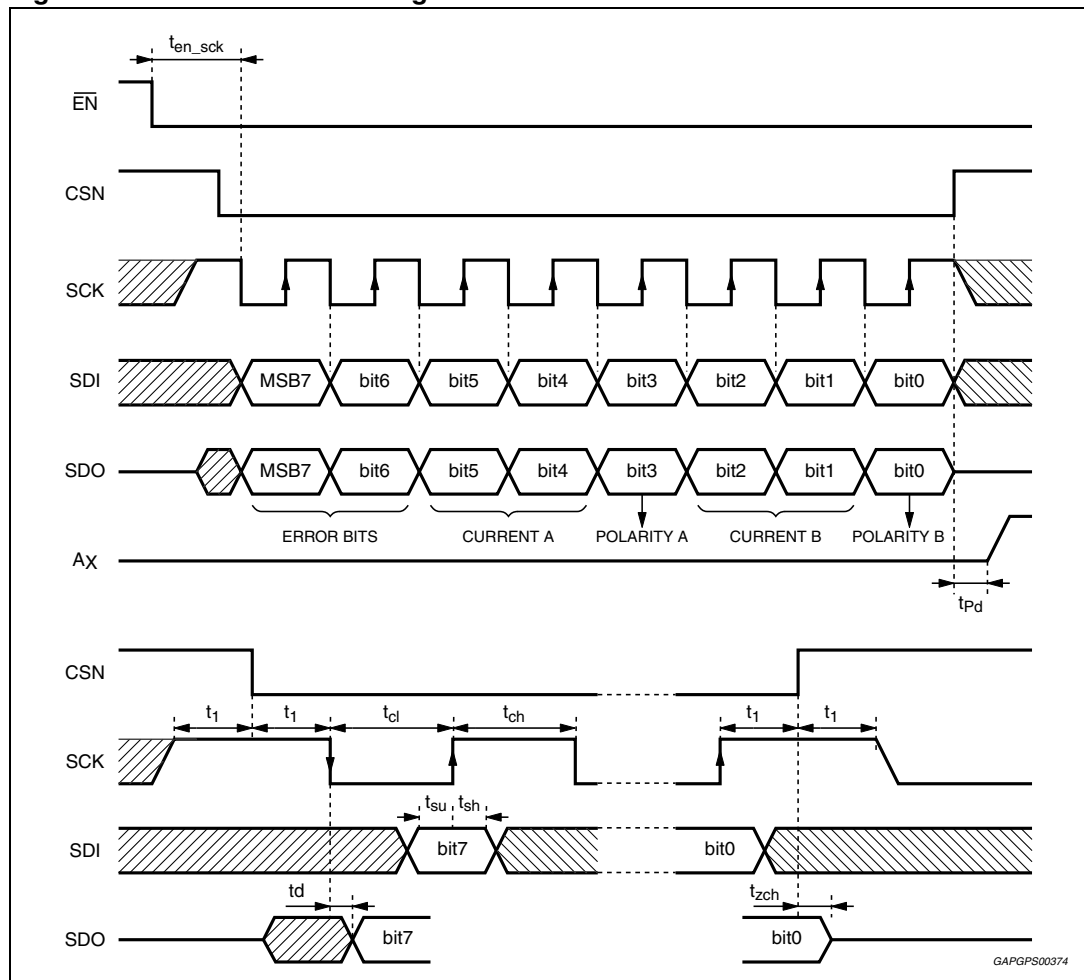 t_en_sck
EN
CSN
SCK
SDI MSB7 bit6 bit5 bit4 bit3 bit2 bit1 bit0
SDO MSB7 bit6 bit5 bit4 bit3 bit2 bit1 bit0
ERROR BITS CURRENT A POLARITY A CURRENT B POLARITY B
AX
tPd
CSN
t1 t1 tcl tch t1 t1
SCK
tsu tsh
SDI bit7 bit0
td tzch
SDO bit7 bit0
GAPGPS00374